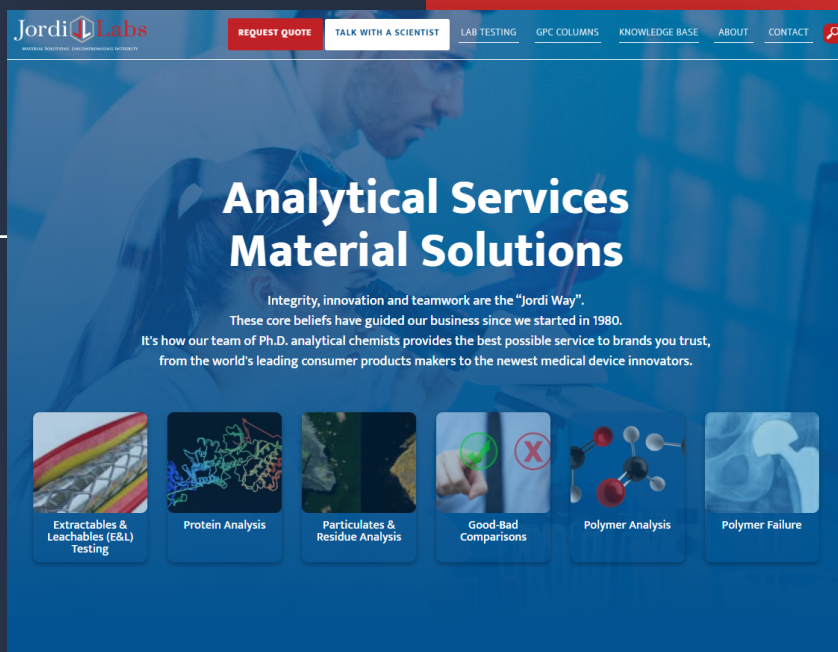 Jordi Labs
MATERIAL SOLUTIONS, UNCOMPROMISING INTEGRITY
REQUEST QUOTE
TALK WITH A SCIENTIST
LAB TESTING
GPC COLUMNS
KNOWLEDGE BASE
ABOUT
CONTACT
Analytical Services
Material Solutions
Integrity, innovation and teamwork are the “Jordi Way”.
These core beliefs have guided our business since we started in 1980.
It's how our team of Ph.D. analytical chemists provides the best possible service to brands you trust,
from the world's leading consumer products makers to the newest medical device innovators.
Extractables &
Leachables (E&L)
Testing
Protein Analysis
Particulates &
Residue Analysis
Good-Bad
Comparisons
Polymer Analysis
Polymer Failure